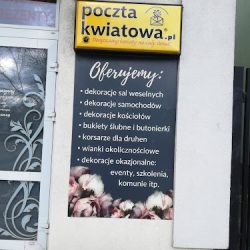 poczta
kwiatowa.pl
Oferujemy:
• dekoracje sal weselnych
• dekoracje samochodów
• dekoracje kościołów
• bukiety ślubne i butonierki
• korsarze dla druhen
• wianki okolicznościowe
• dekoracje okazjonalne:
eventy, szkolenia,
komunie itp.